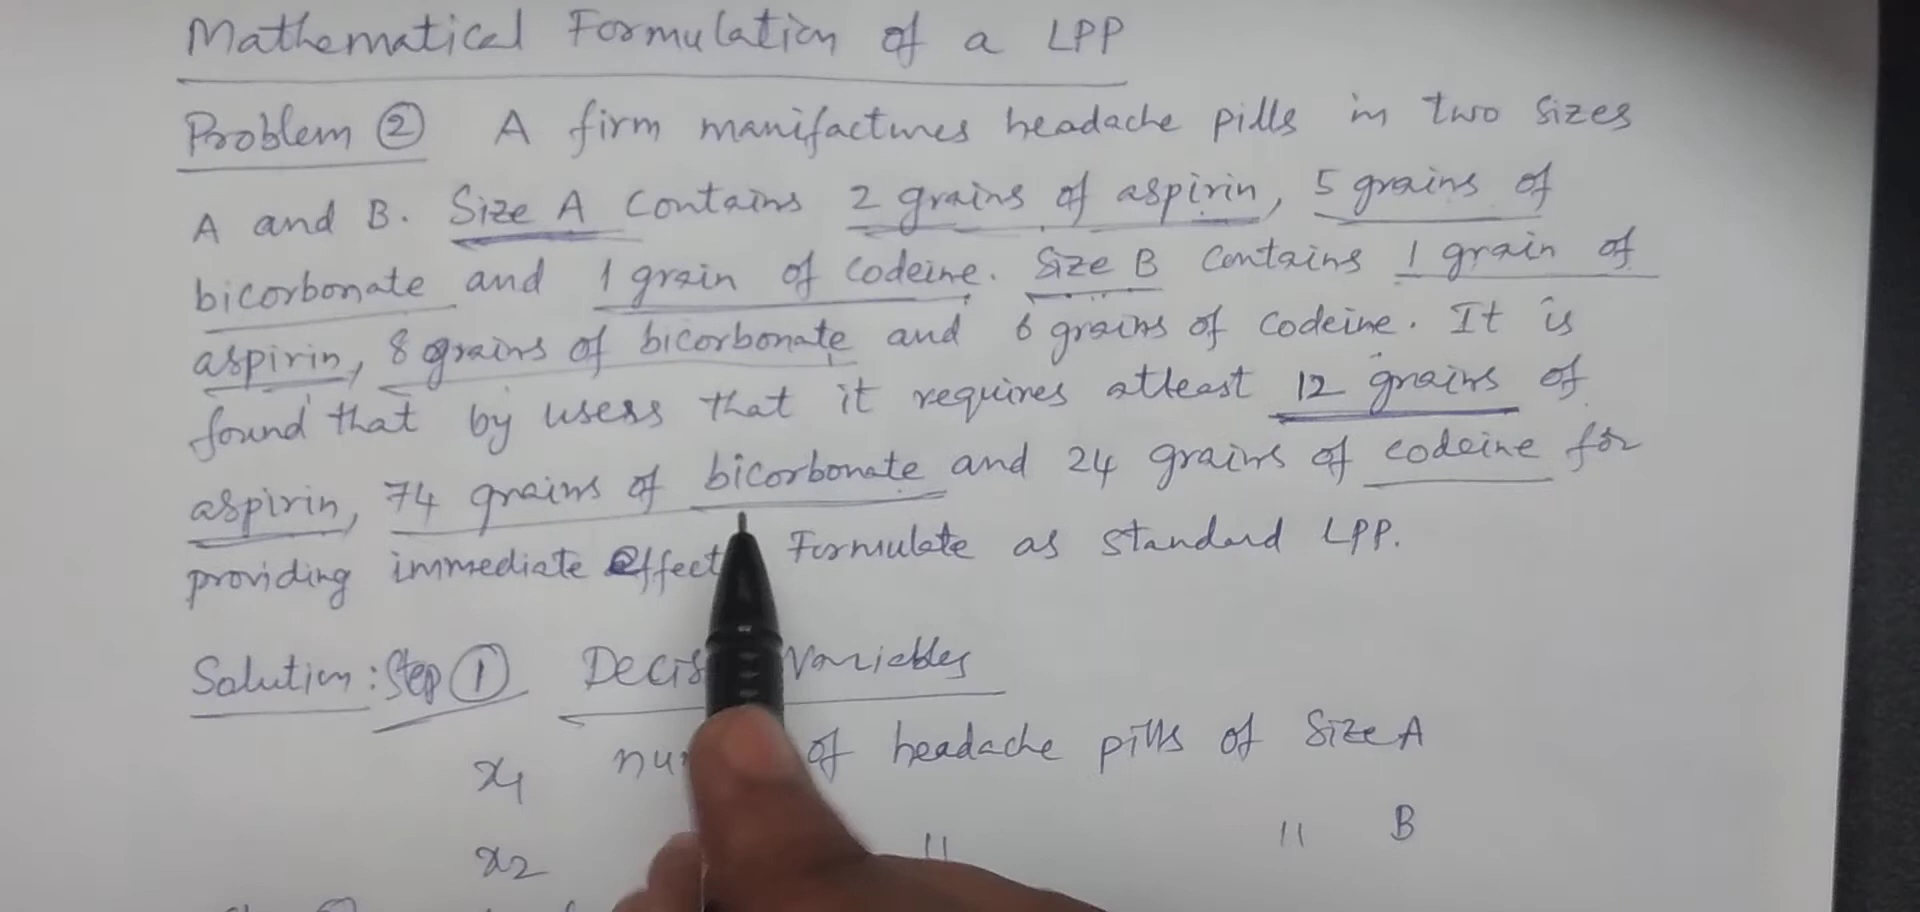 Mathematical Formulation of a LPP
Problem ② A firm manifactures headache pills in two sizes
A and B. Size A contains 2 grains of aspirin, 5 grains of
bicorbonate and 1 grain of codeine. Size B contains 1 grain of
aspirin, 8 grains of bicorbonate and 6 grains of codeine. It is
found that by usess that it requires atleast 12 grains of
aspirin, 74 grains of bicorbonate and 24 grains of codeine for
providing immediate effect Formulate as standard LPP.
Solution: Step ① Decis Variables
x1 nu of headache pills of Size A
x2 " " B